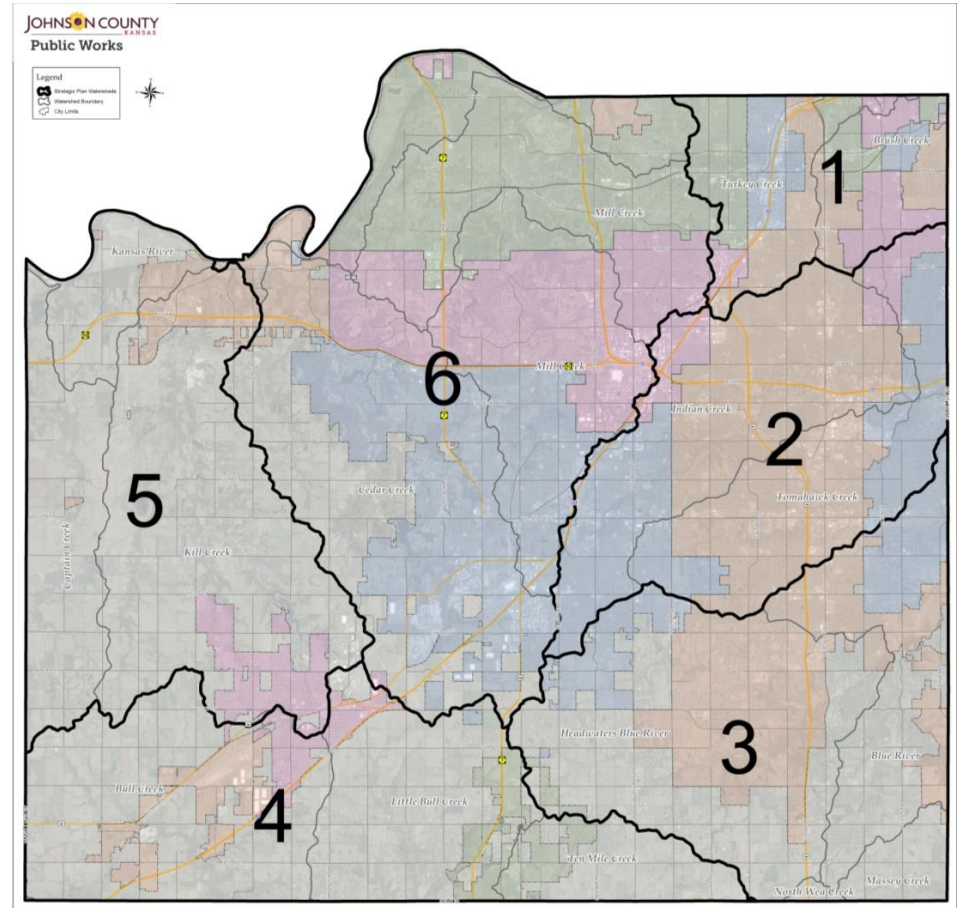 JOHNSON COUNTY
KANSAS
Public Works
Legend
Strategic Plan Watersheds
Watershed Boundary
City Limits
Brush Creek
1
Turkey Creek
Mill Creek
Kansas River
Mill Creek
6
Indian Creek
2
Cedar Creek
Tomahawk Creek
5
Captain Creek
Kill Creek
Headwaters Blue River
3
Blue River
Bull Creek
Little Bull Creek
4
Ten Mile Creek
Massey Creek
North Wea Creek